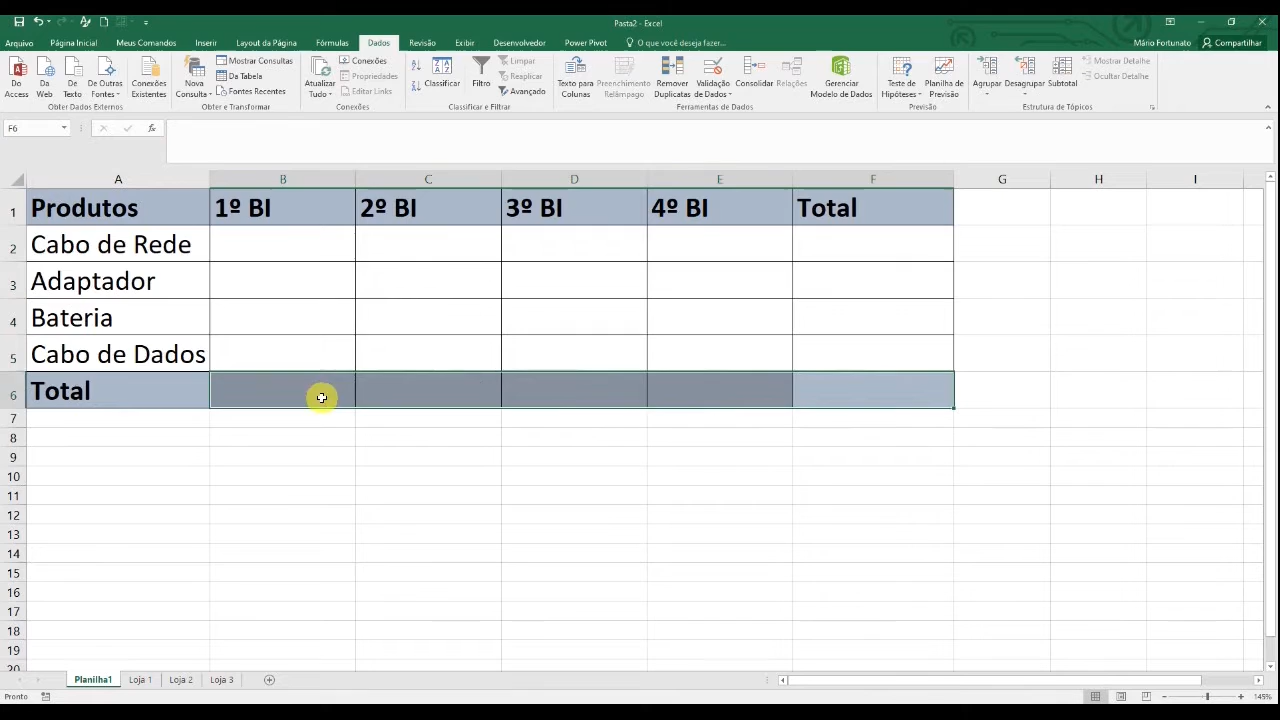 Pasta2 - Excel
Arquivo Página Inicial Meus Comandos Inserir Layout da Página Fórmulas Dados Revisão Exibir Desenvolvedor Power Pivot O que você deseja fazer... Mário Fortunato Compartilhar
Do Access
Da Web
De Texto
De Outras Fontes
Obter Dados Externos
Conexões Existentes
Nova Consulta
Mostrar Consultas
Da Tabela
Fontes Recentes
Obter e Transformar
Atualizar Tudo
Conexões
Propriedades
Editar Links
Conexões
Classificar
Filtro
Limpar
Reaplicar
Avançado
Classificar e Filtrar
Texto para Colunas
Preenchimento Relâmpago
Remover Duplicatas
Validação de Dados
Consolidar
Relações
Gerenciar Modelo de Dados
Ferramentas de Dados
Teste de Hipóteses
Planilha de Previsão
Previsão
Agrupar
Desagrupar
Subtotal
Mostrar Detalhe
Ocultar Detalhe
Estrutura de Tópicos
F6 fx
A B C D E F G H I
1 Produtos 1º BI 2º BI 3º BI 4º BI Total
2 Cabo de Rede
3 Adaptador
4 Bateria
5 Cabo de Dados
6 Total
7
8
9
10
11
12
13
14
15
16
17
18
19
20
Planilha1 Loja 1 Loja 2 Loja 3
Pronto 145%